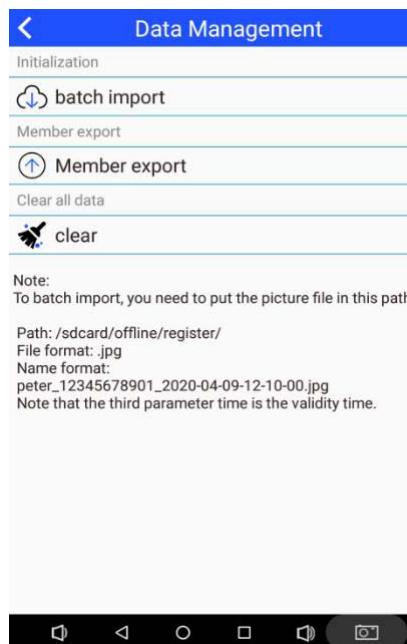 Data Management
Initialization
batch import
Member export
Member export
Clear all data
clear
Note:
To batch import, you need to put the picture file in this path
Path: /sdcard/offline/register/
File format: .jpg
Name format:
peter_12345678901_2020-04-09-12-10-00.jpg
Note that the third parameter time is the validity time.